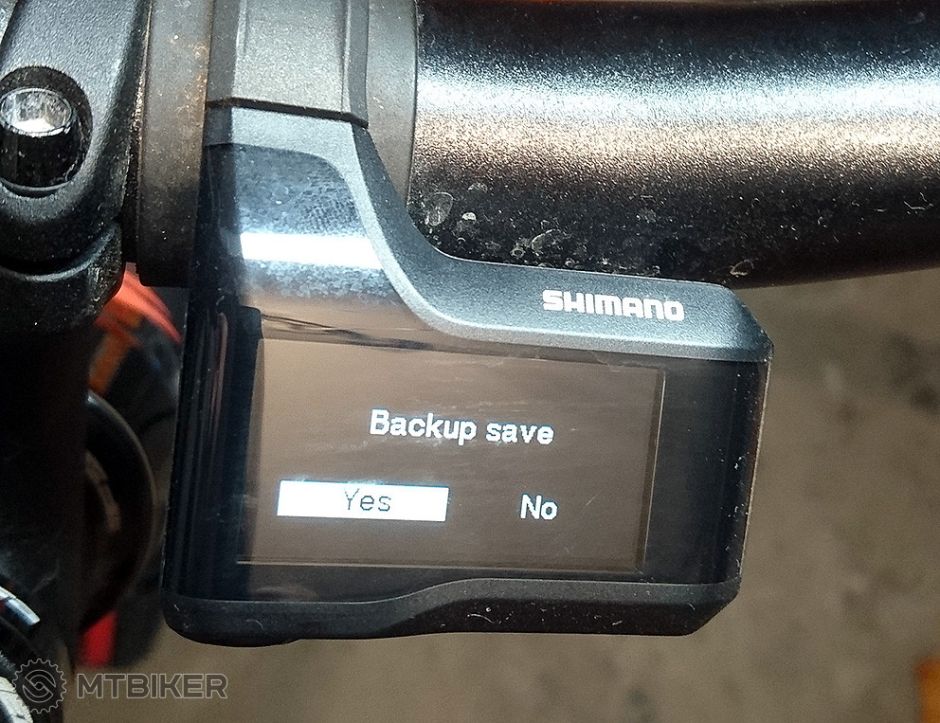 SHIMANO
Backup save
Yes No
MTBIKER